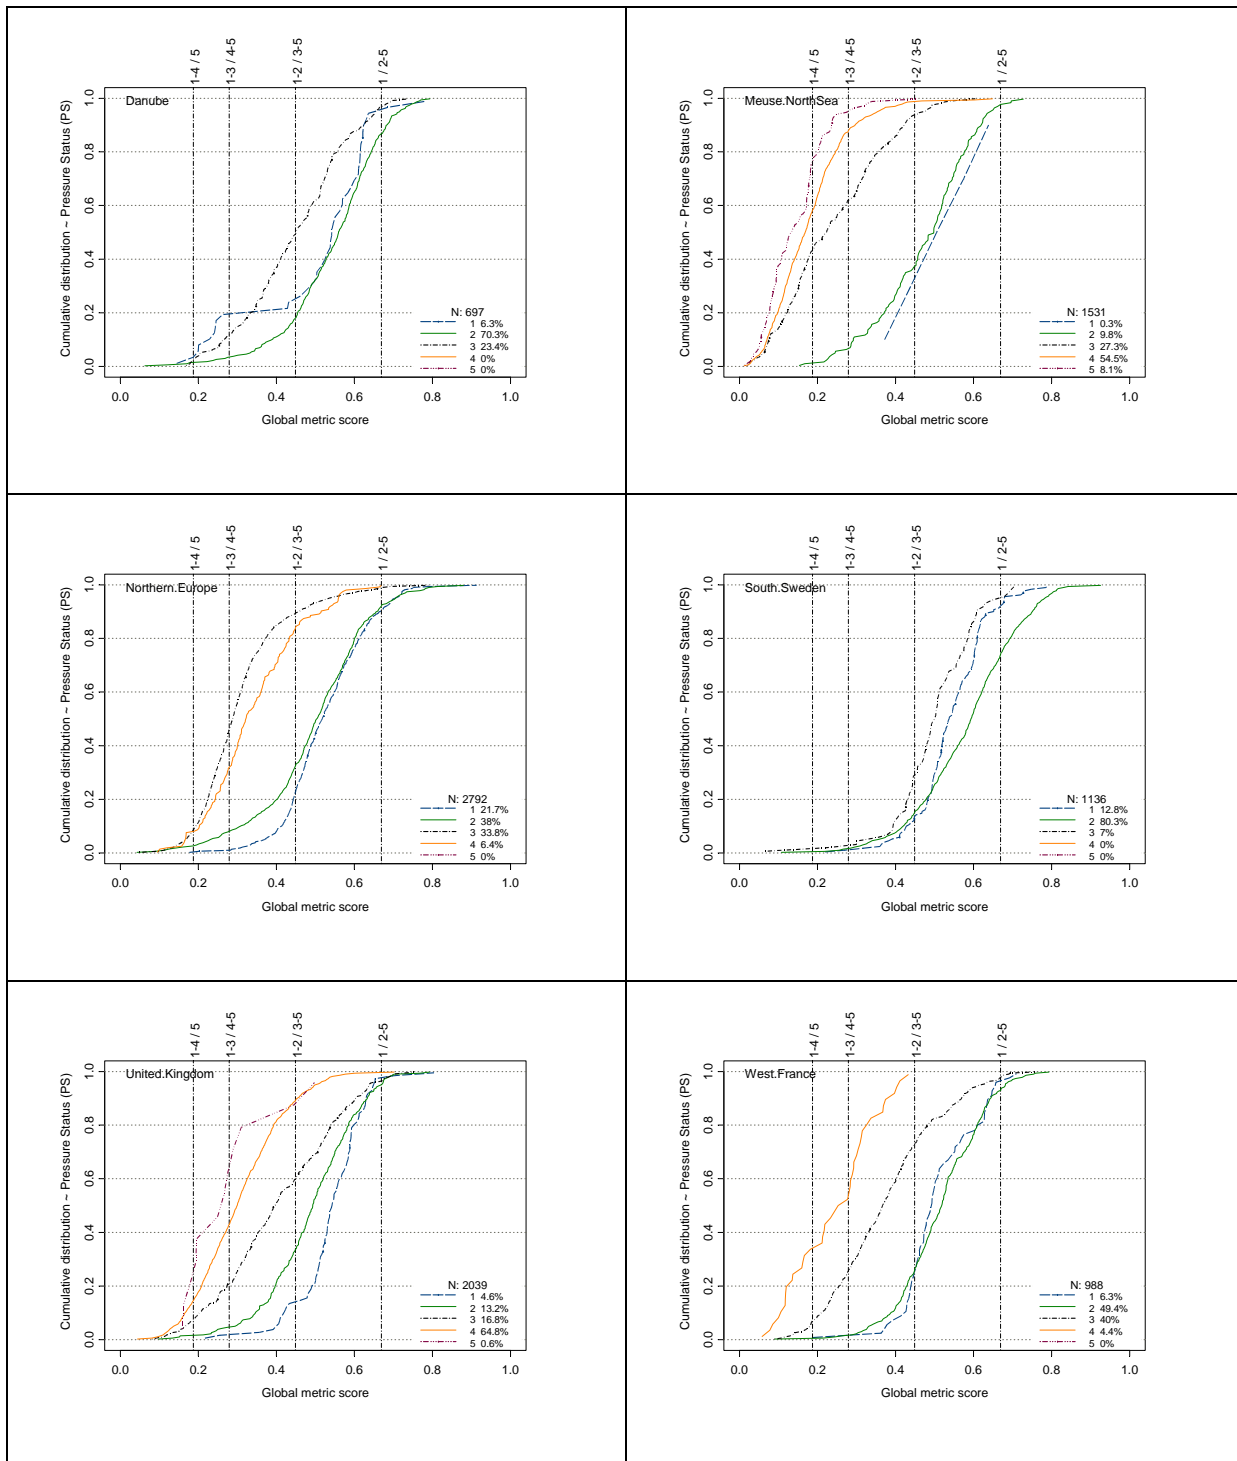 1-4 / 5
1-3 / 4-5
1-2 / 3-5
1 / 2-5
Danube
Cumulative distribution ~ Pressure Status (PS)
1.0
0.8
0.6
0.4
0.2
0.0
N: 697
1 6.3%
2 70.3%
3 23.4%
4 0%
5 0%
0.0 0.2 0.4 0.6 0.8 1.0
Global metric score
1-4 / 5
1-3 / 4-5
1-2 / 3-5
1 / 2-5
Meuse.NorthSea
Cumulative distribution ~ Pressure Status (PS)
1.0
0.8
0.6
0.4
0.2
0.0
N: 1531
1 0.3%
2 9.8%
3 27.3%
4 54.5%
5 8.1%
0.0 0.2 0.4 0.6 0.8 1.0
Global metric score
1-4 / 5
1-3 / 4-5
1-2 / 3-5
1 / 2-5
Northern.Europe
Cumulative distribution ~ Pressure Status (PS)
1.0
0.8
0.6
0.4
0.2
0.0
N: 2792
1 21.7%
2 38%
3 33.8%
4 6.4%
5 0%
0.0 0.2 0.4 0.6 0.8 1.0
Global metric score
1-4 / 5
1-3 / 4-5
1-2 / 3-5
1 / 2-5
South.Sweden
Cumulative distribution ~ Pressure Status (PS)
1.0
0.8
0.6
0.4
0.2
0.0
N: 1136
1 12.8%
2 80.3%
3 7%
4 0%
5 0%
0.0 0.2 0.4 0.6 0.8 1.0
Global metric score
1-4 / 5
1-3 / 4-5
1-2 / 3-5
1 / 2-5
United.Kingdom
Cumulative distribution ~ Pressure Status (PS)
1.0
0.8
0.6
0.4
0.2
0.0
N: 2039
1 4.6%
2 13.2%
3 16.8%
4 64.8%
5 0.6%
0.0 0.2 0.4 0.6 0.8 1.0
Global metric score
1-4 / 5
1-3 / 4-5
1-2 / 3-5
1 / 2-5
West.France
Cumulative distribution ~ Pressure Status (PS)
1.0
0.8
0.6
0.4
0.2
0.0
N: 988
1 6.3%
2 49.4%
3 40%
4 4.4%
5 0%
0.0 0.2 0.4 0.6 0.8 1.0
Global metric score